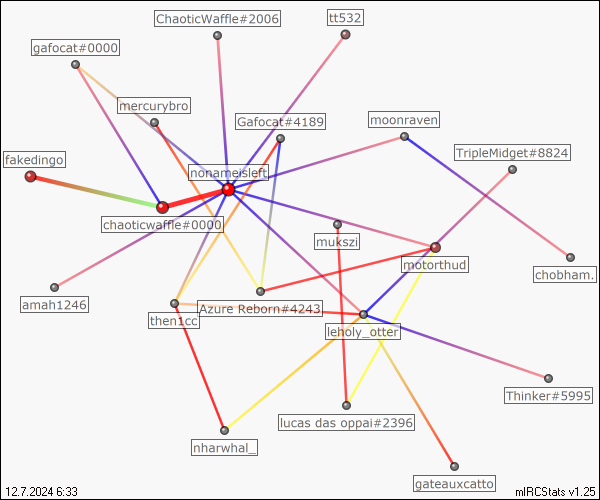 ChaoticWaffle#2006
tt532
gafocat#0000
mercurybro
Gafocat#4189
moonraven
fakedingo
nonameisleft
TripleMidget#8824
chaoticwaffle#0000
mukszi
motorthud
chobham.
amah1246
then1cc
Azure Reborn#4243
leholy_otter
Thinker#5995
lucas das oppai#2396
nharwhal_
gateauxcatto
12.7.2024 6:33
mIRCStats v1.25